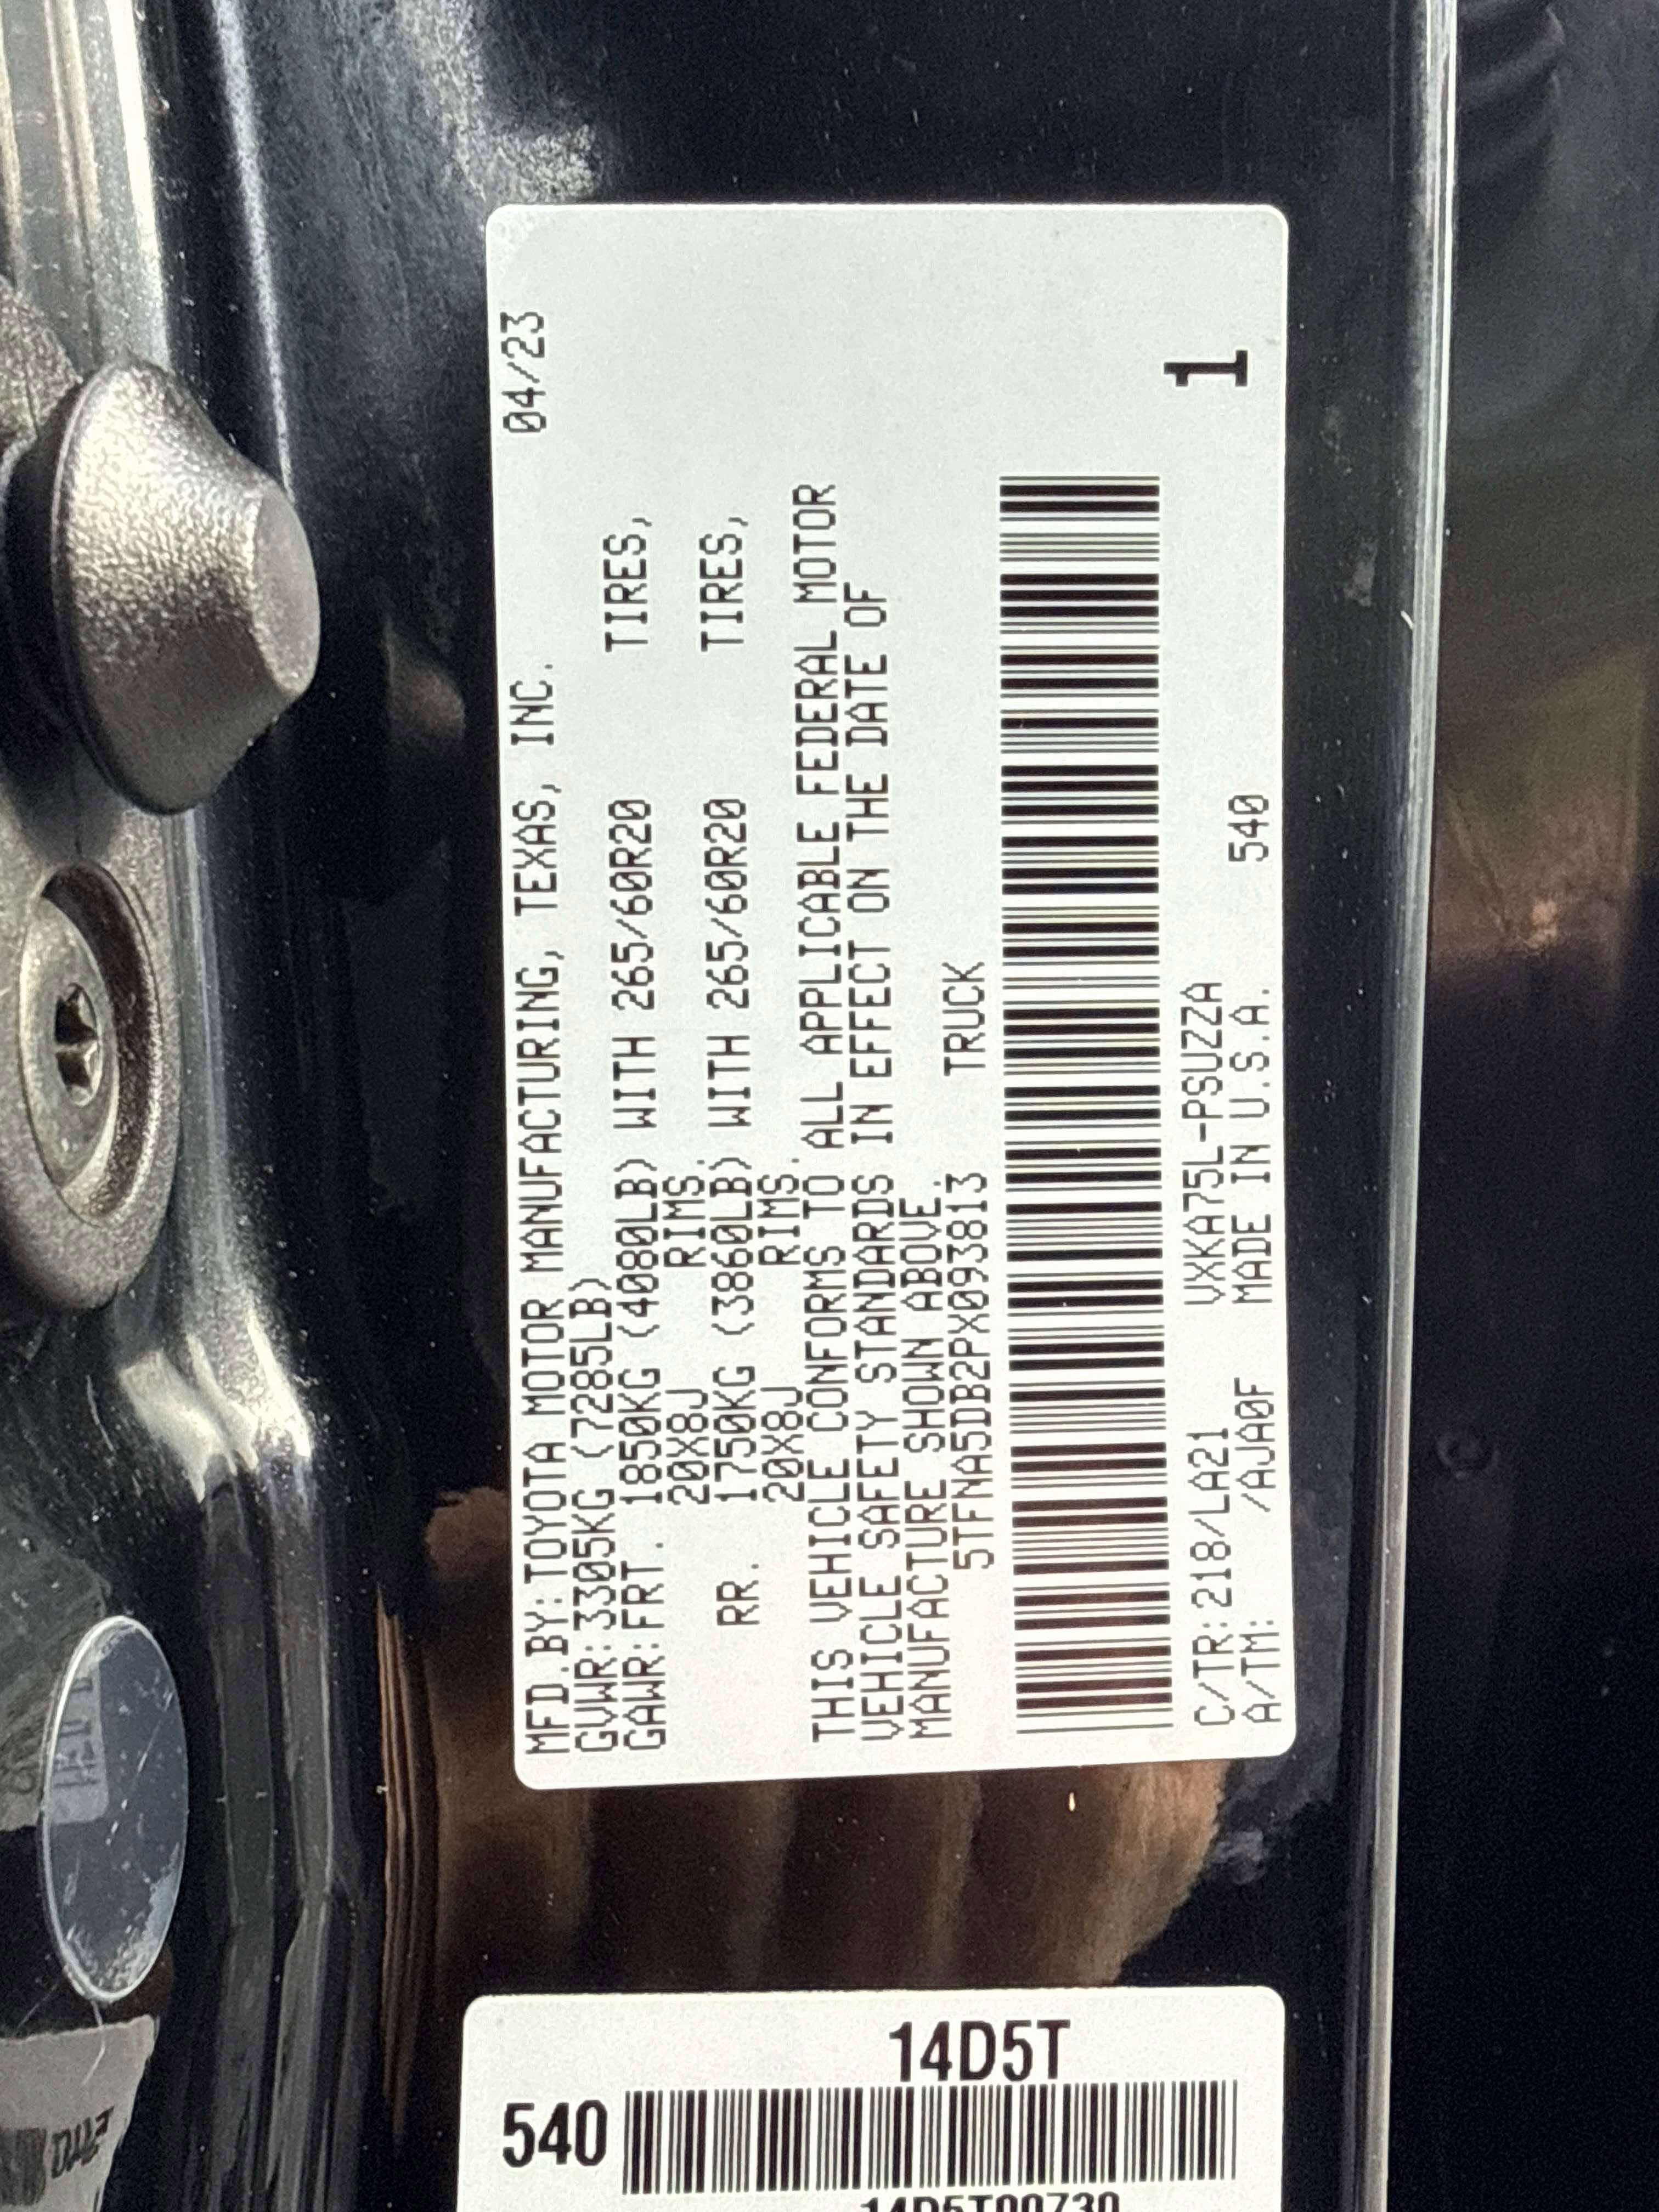 MFD.BY:TOYOTA MOTOR MANUFACTURING, TEXAS, INC. 04/23
GVWR:3305KG (7285LB)
GAWR:FRT. 1850KG (4080LB) WITH 265/60R20 TIRES,
20X8J RIMS.
RR. 1750KG (3860LB) WITH 265/60R20 TIRES,
20X8J RIMS.
THIS VEHICLE CONFORMS TO ALL APPLICABLE FEDERAL MOTOR
VEHICLE SAFETY STANDARDS IN EFFECT ON THE DATE OF
MANUFACTURE SHOWN ABOVE.
5TFNA5DB2PX093813 TRUCK
C/TR:218/LA21 VXKA75L-PSUZZA
A/TM: /AJA0F MADE IN U.S.A. 540
1
540
14D5T
14D5T00730